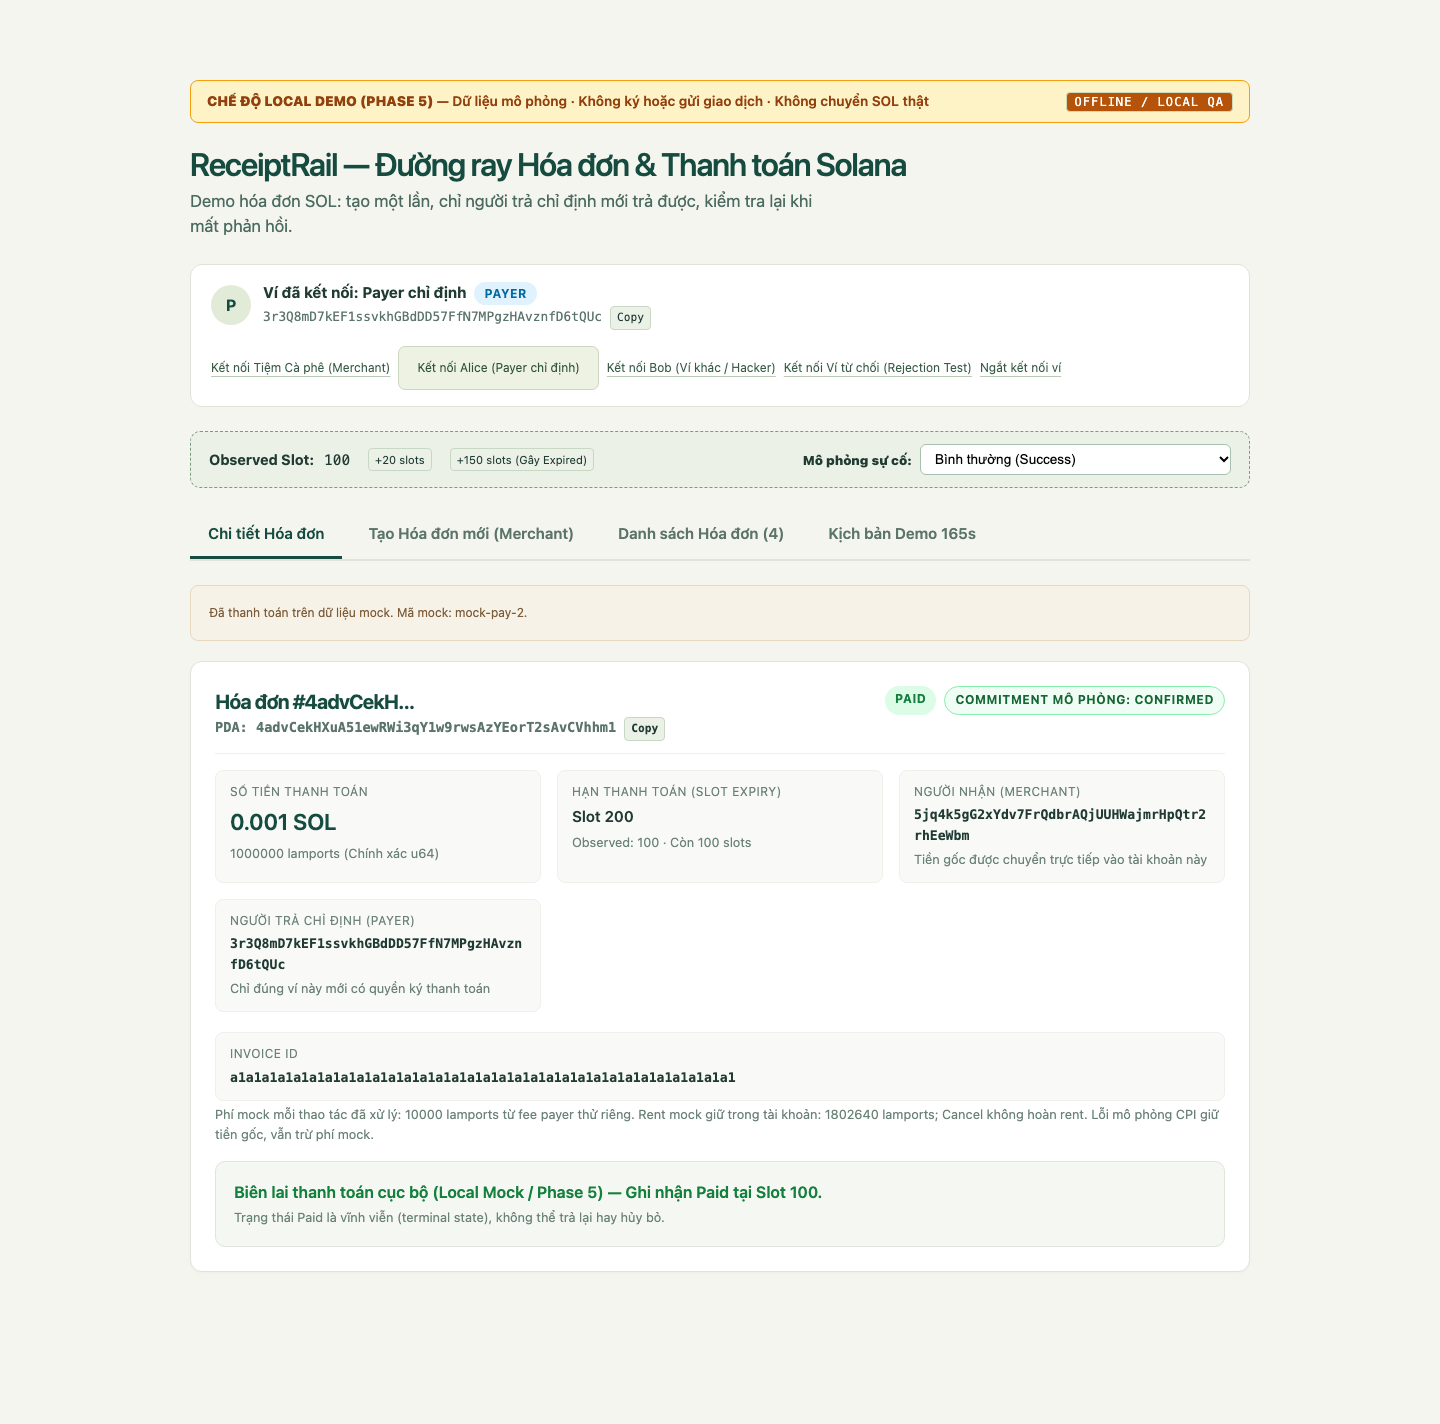 CHẾ ĐỘ LOCAL DEMO (PHASE 5) — Dữ liệu mô phỏng · Không ký hoặc gửi giao dịch · Không chuyển SOL thật
OFFLINE / LOCAL QA
ReceiptRail — Đường ray Hóa đơn & Thanh toán Solana
Demo hóa đơn SOL: tạo một lần, chỉ người trả chỉ định mới trả được, kiểm tra lại khi
mất phản hồi.
P
Ví đã kết nối: Payer chỉ định PAYER
3r3Q8mD7kEF1ssvkhGBdDD57FfN7MPgzHAvznfD6tQUc Copy
Kết nối Tiệm Cà phê (Merchant) Kết nối Alice (Payer chỉ định) Kết nối Bob (Ví khác / Hacker) Kết nối Ví từ chối (Rejection Test) Ngắt kết nối ví
Observed Slot: 100 +20 slots +150 slots (Gây Expired) Mô phỏng sự cố: Bình thường (Success)
Chi tiết Hóa đơn Tạo Hóa đơn mới (Merchant) Danh sách Hóa đơn (4) Kịch bản Demo 165s
Đã thanh toán trên dữ liệu mock. Mã mock: mock-pay-2.
Hóa đơn #4advCekH... PAID COMMITMENT MÔ PHỎNG: CONFIRMED
PDA: 4advCekHXuA51ewRWi3qY1w9rwsAzYEorT2sAvCVhhm1 Copy
SỐ TIỀN THANH TOÁN
0.001 SOL
1000000 lamports (Chính xác u64)
HẠN THANH TOÁN (SLOT EXPIRY)
Slot 200
Observed: 100 · Còn 100 slots
NGƯỜI NHẬN (MERCHANT)
5jq4k5gG2xYdv7FrQdbrAQjUUHWajmrHpQtr2
rhEeWbm
Tiền gốc được chuyển trực tiếp vào tài khoản này
NGƯỜI TRẢ CHỈ ĐỊNH (PAYER)
3r3Q8mD7kEF1ssvkhGBdDD57FfN7MPgzHAvzn
fD6tQUc
Chỉ đúng ví này mới có quyền ký thanh toán
INVOICE ID
a1a1a1a1a1a1a1a1a1a1a1a1a1a1a1a1a1a1a1a1a1a1a1a1a1a1a1a1a1a1a1a1
Phí mock mỗi thao tác đã xử lý: 10000 lamports từ fee payer thử riêng. Rent mock giữ trong tài khoản: 1802640 lamports; Cancel không hoàn rent. Lỗi mô phỏng CPI giữ
tiền gốc, vẫn trừ phí mock.
Biên lai thanh toán cục bộ (Local Mock / Phase 5) — Ghi nhận Paid tại Slot 100.
Trạng thái Paid là vĩnh viễn (terminal state), không thể trả lại hay hủy bỏ.